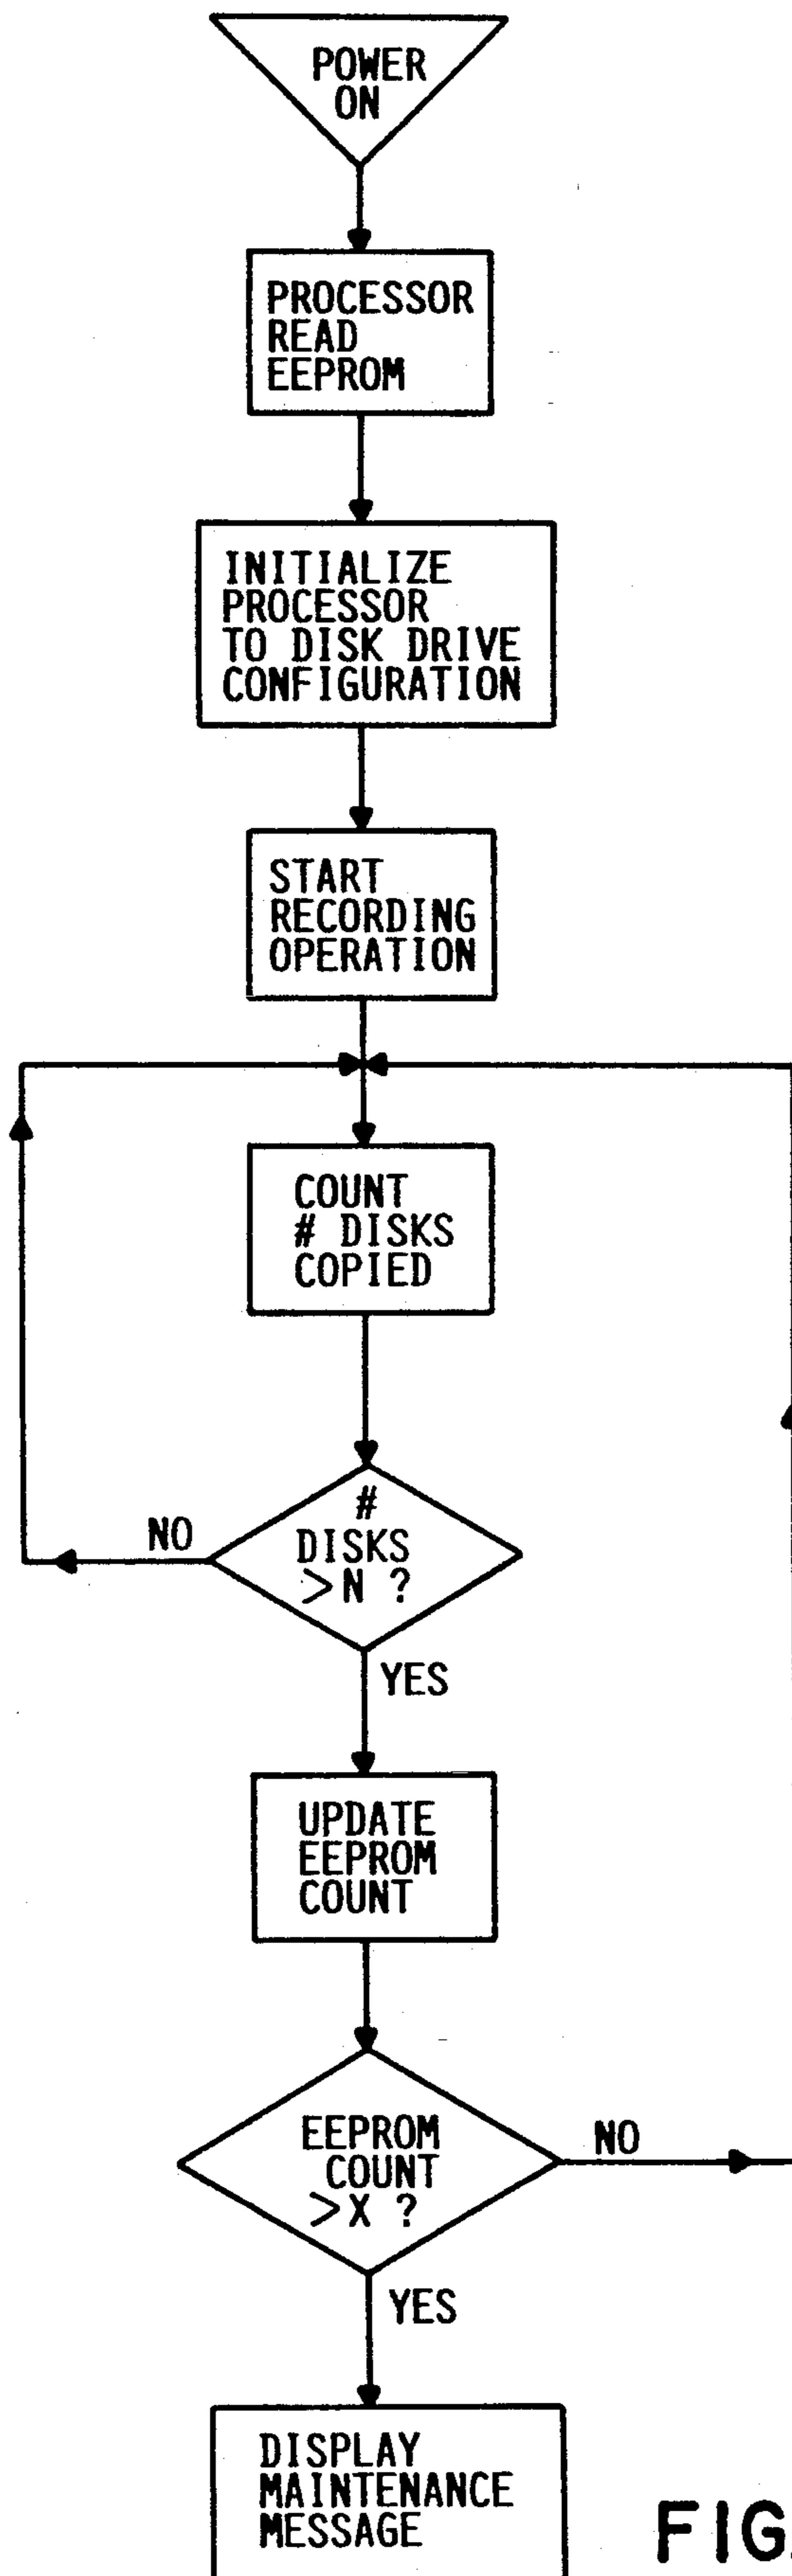 POWER
ON
PROCESSOR
READ
EEPROM
INITIALIZE
PROCESSOR
TO DISK DRIVE
CONFIGURATION
START
RECORDING
OPERATION
COUNT
# DISKS
COPIED
#
DISKS
>N ?
NO
YES
UPDATE
EEPROM
COUNT
EEPROM
COUNT
>X ?
NO
YES
DISPLAY
MAINTENANCE
MESSAGE
FIG.